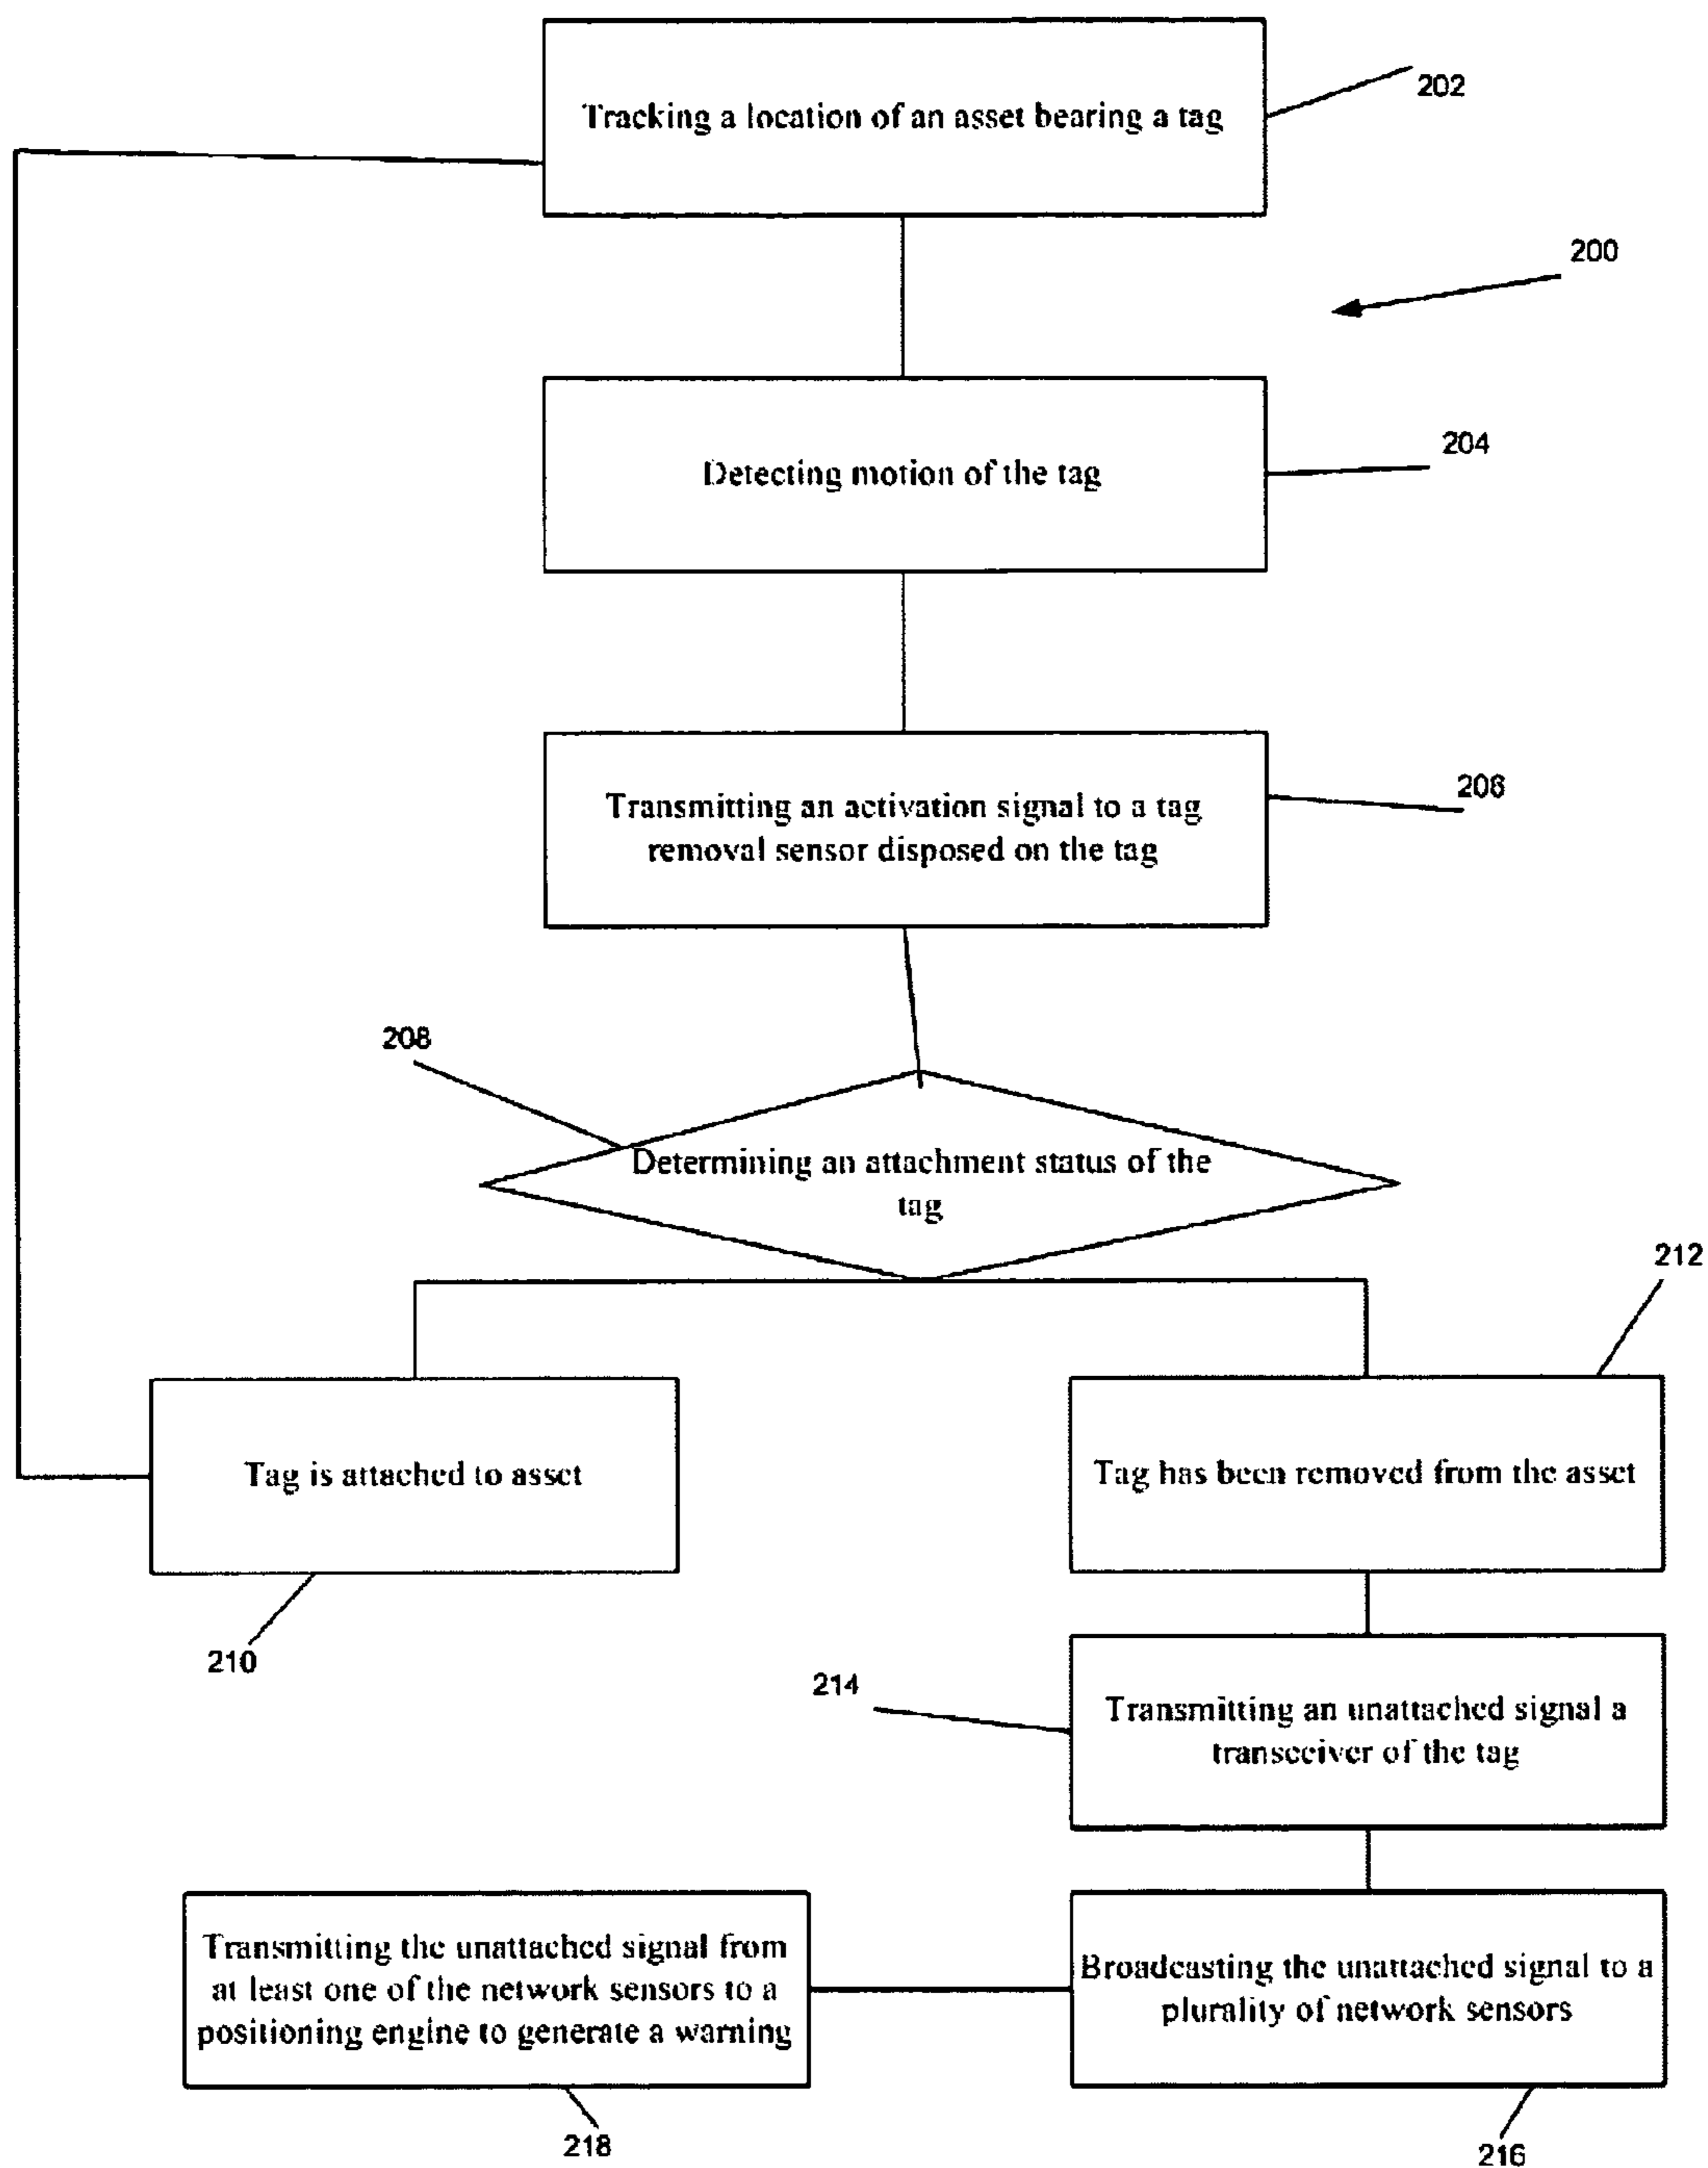 Tracking a location of an asset bearing a tag
202
200
Detecting motion of the tag
204
Transmitting an activation signal to a tag
removal sensor disposed on the tag
206
208
Determining an attachment status of the
tag
212
Tag is attached to asset
Tag has been removed from the asset
210
214
Transmitting an unattached signal a
transceiver of the tag
Transmitting the unattached signal from
at least one of the network sensors to a
positioning engine to generate a warning
Broadcasting the unattached signal to a
plurality of network sensors
218
216